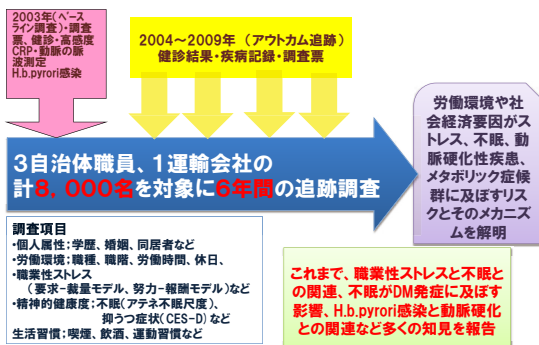 2003年(ベース
ライン調査)・調査
票、健診・高感度
CRP・動脈の脈
波測定
H.b.pyrori感染
2004～2009年 (アウトカム追跡)
健診結果・疾病記録・調査票
3自治体職員、1運輸会社の
計8,000名を対象に6年間の追跡調査
労働環境や社
会経済要因がス
トレス、不眠、動
脈硬化性疾患、
メタボリック症候
群に及ぼすリス
クとそのメカニズ
ムを解明
調査項目
・個人属性:学歴、婚姻、同居者など
・労働環境:職種、職階、労働時間、休日、
・職業性ストレス
(要求-裁量モデル、努力-報酬モデル)など
・精神的健康度:不眠(アテネ不眠尺度)、
抑うつ症状(CES-D)など
生活習慣:喫煙、飲酒、運動習慣など
これまで、職業性ストレスと不眠と
の関連、不眠がDM発症に及ぼす
影響、H.b.pyrori感染と動脈硬化
との関連など多くの知見を報告